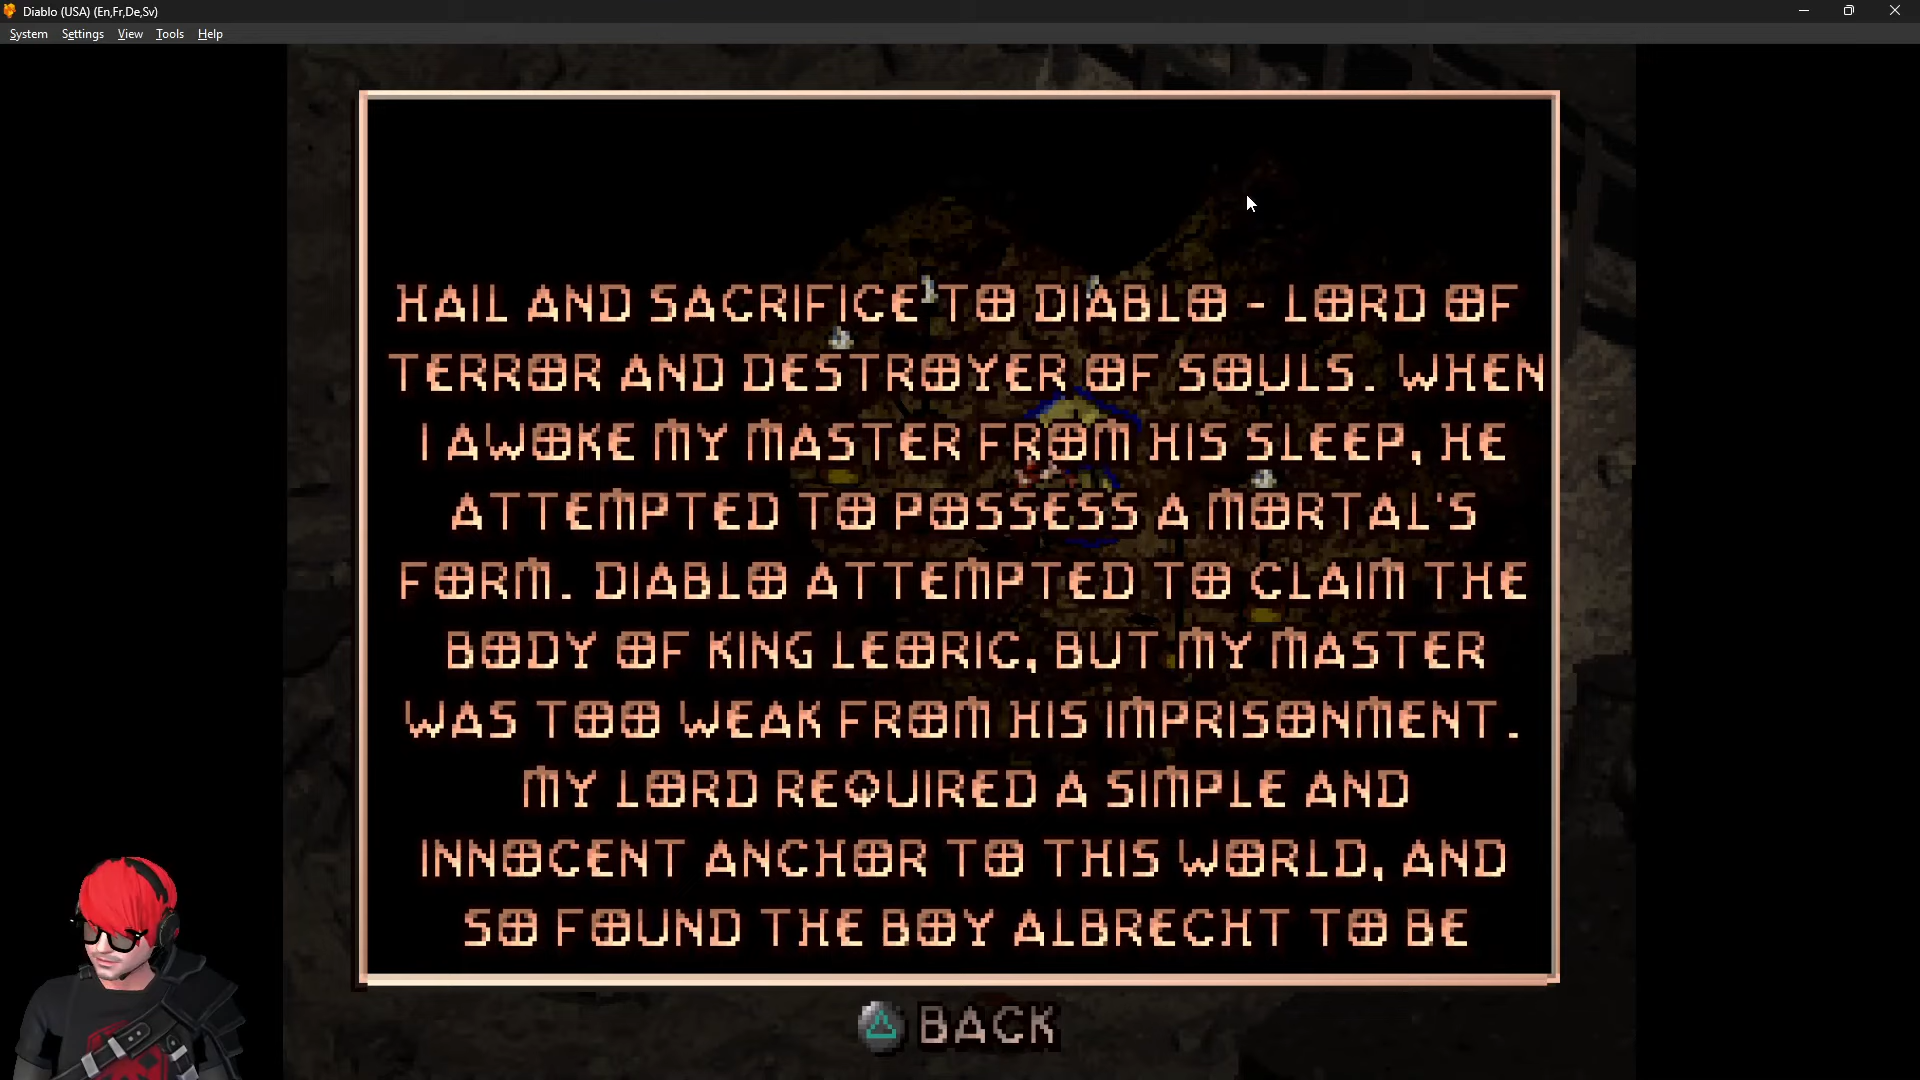 Diablo (USA) (En,Fr,De,Sv)
System Settings View Tools Help
HAIL AND SACRIFICE TO DIABLO - LORD OF
TERROR AND DESTROYER OF SOULS. WHEN
I AWOKE MY MASTER FROM HIS SLEEP, HE
ATTEMPTED TO POSSESS A MORTAL'S
FORM. DIABLO ATTEMPTED TO CLAIM THE
BODY OF KING LEORIC, BUT MY MASTER
WAS TOO WEAK FROM HIS IMPRISONMENT.
MY LORD REQUIRED A SIMPLE AND
INNOCENT ANCHOR TO THIS WORLD, AND
SO FOUND THE BOY ALBRECHT TO BE
BACK